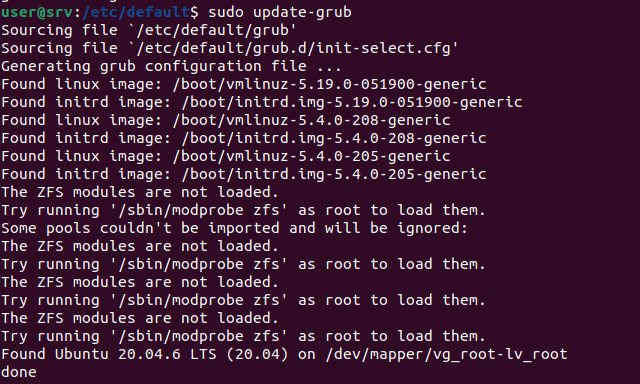 user@srv:/etc/default$ sudo update-grub
Sourcing file `/etc/default/grub'
Sourcing file `/etc/default/grub.d/init-select.cfg'
Generating grub configuration file ...
Found linux image: /boot/vmlinuz-5.19.0-051900-generic
Found initrd image: /boot/initrd.img-5.19.0-051900-generic
Found linux image: /boot/vmlinuz-5.4.0-208-generic
Found initrd image: /boot/initrd.img-5.4.0-208-generic
Found linux image: /boot/vmlinuz-5.4.0-205-generic
Found initrd image: /boot/initrd.img-5.4.0-205-generic
The ZFS modules are not loaded.
Try running '/sbin/modprobe zfs' as root to load them.
Some pools couldn't be imported and will be ignored:
The ZFS modules are not loaded.
Try running '/sbin/modprobe zfs' as root to load them.
The ZFS modules are not loaded.
Try running '/sbin/modprobe zfs' as root to load them.
The ZFS modules are not loaded.
Try running '/sbin/modprobe zfs' as root to load them.
Found Ubuntu 20.04.6 LTS (20.04) on /dev/mapper/vg_root-lv_root
done